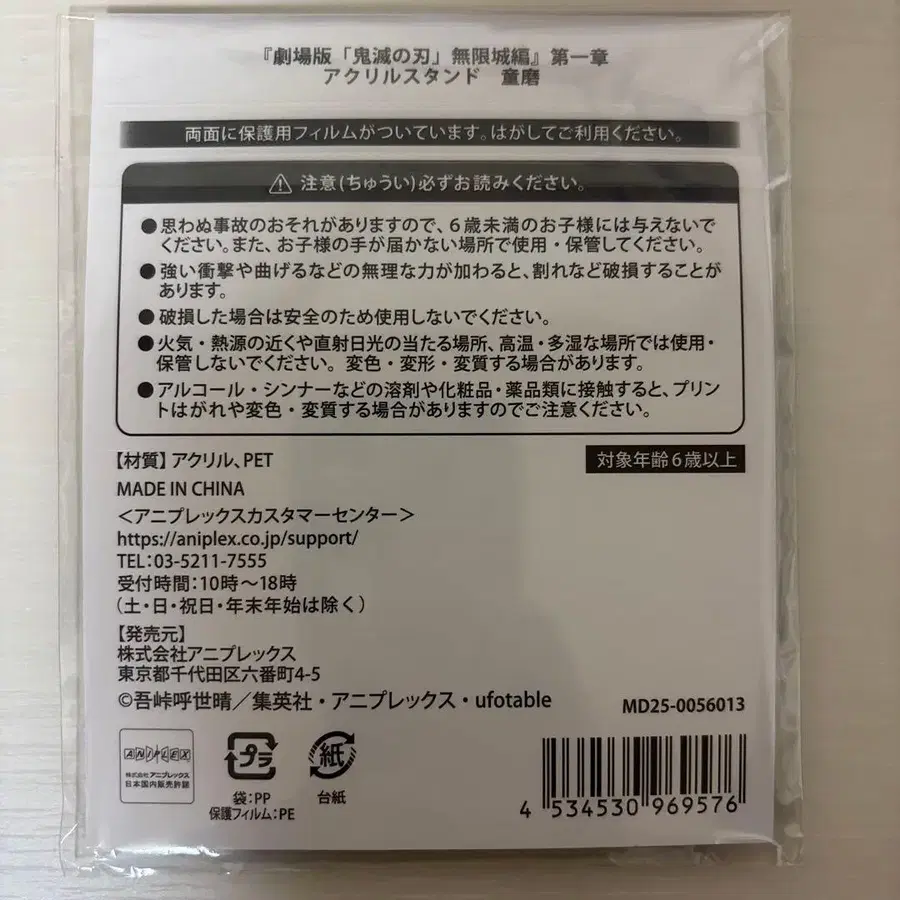 『劇場版「鬼滅の刃」無限城編』第一章
アクリルスタンド　童磨
両面に保護用フィルムがついています。はがしてご利用ください。
⚠ 注意(ちゅうい)必ずお読みください。
●思わぬ事故のおそれがありますので、6歳未満のお子様には与えないで
ください。また、お子様の手が届かない場所で使用・保管してください。
●強い衝撃や曲げるなどの無理な力が加わると、割れなど破損することが
あります。
●破損した場合は安全のため使用しないでください。
●火気・熱源の近くや直射日光の当たる場所、高温・多湿な場所では使用・
保管しないでください。変色・変形・変質する場合があります。
●アルコール・シンナーなどの溶剤や化粧品・薬品類に接触すると、プリン
トはがれや変色・変質する場合がありますのでご注意ください。
【材質】アクリル、PET
対象年齢6歳以上
MADE IN CHINA
＜アニプレックスカスタマーセンター＞
https://aniplex.co.jp/support/
TEL：03-5211-7555
受付時間：10時～18時
（土・日・祝日・年末年始は除く）
【発売元】
株式会社アニプレックス
東京都千代田区六番町4-5
©吾峠呼世晴／集英社・アニプレックス・ufotable
MD25-0056013
ANIPLEX
株式会社アニプレックス
日本国内販売許諾
プラ
袋：PP
保護フィルム：PE
紙
台紙
4 534530 969576